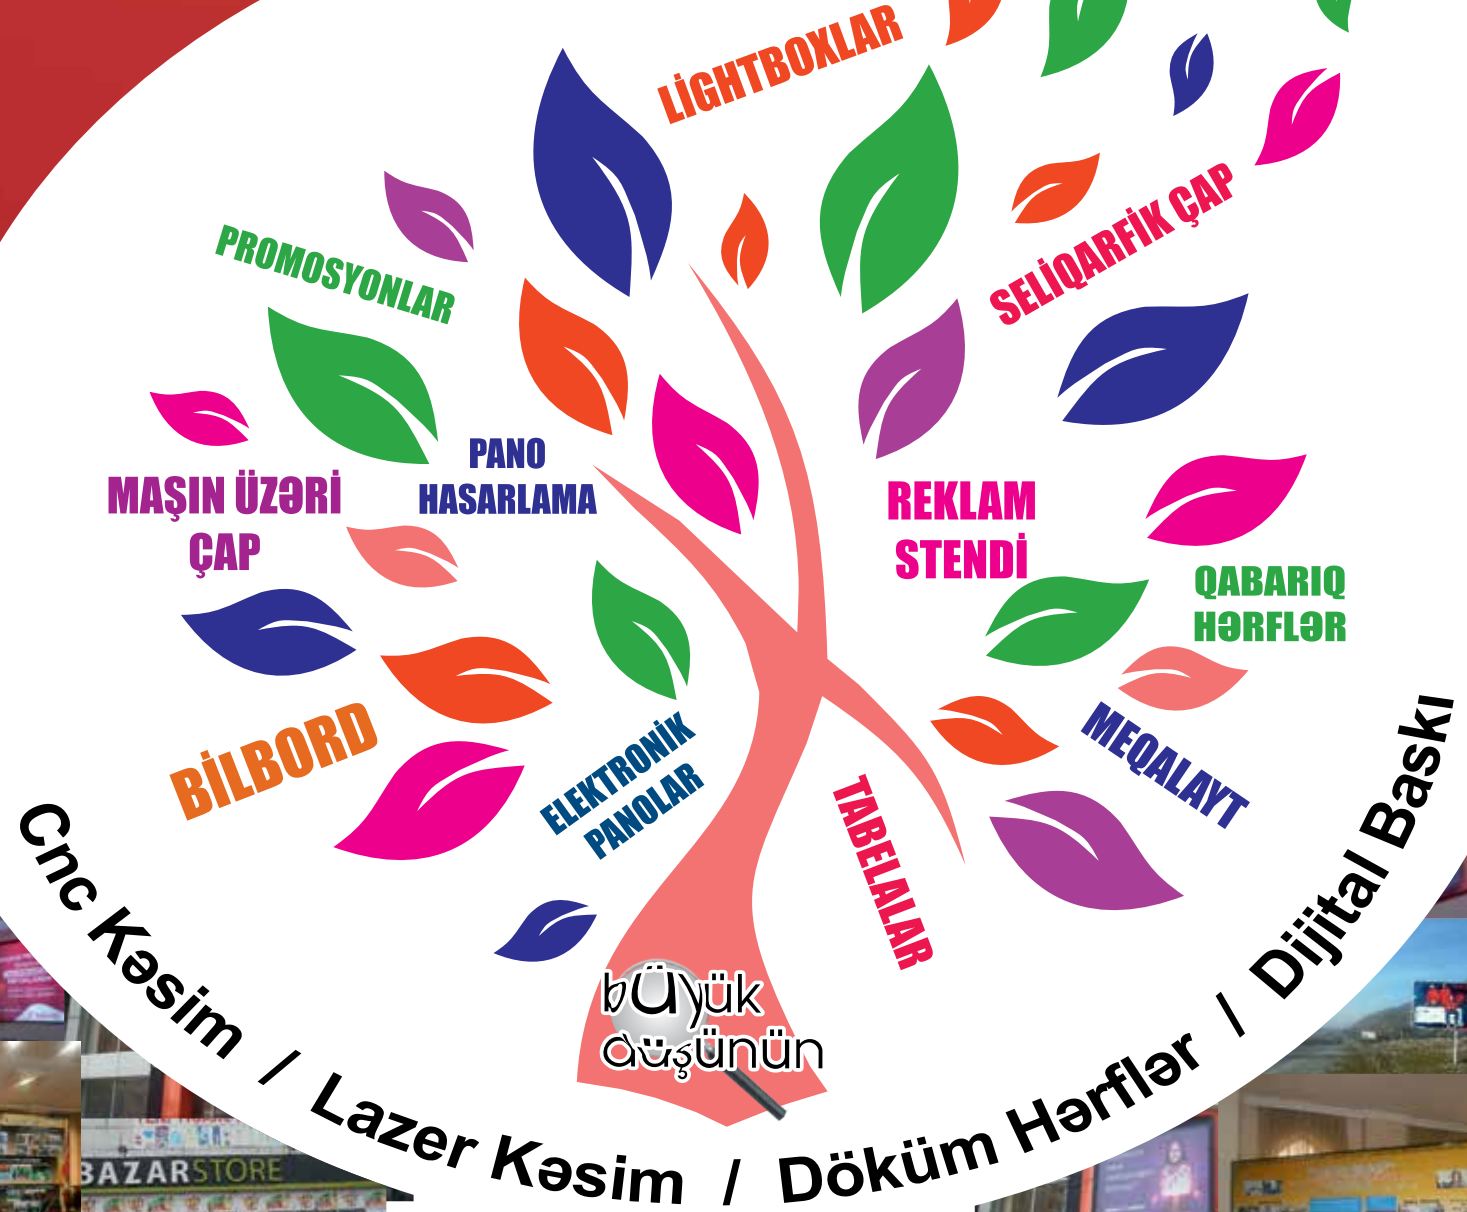 LİGHTBOXLAR
PROMOSYONLAR
SELİQARFİK ÇAP
PANO
HASARLAMA
MAŞIN ÜZƏRİ
ÇAP
REKLAM
STENDİ
QABARIQ
HƏRFLƏR
BİLBORD
ELEKTRONİK
PANOLAR
TABELALAR
MEQALAYT
büyük
düşünün
Cnc Kəsim / Lazer Kəsim / Döküm Hərflər / Dijital Baskı
BAZARSTORE